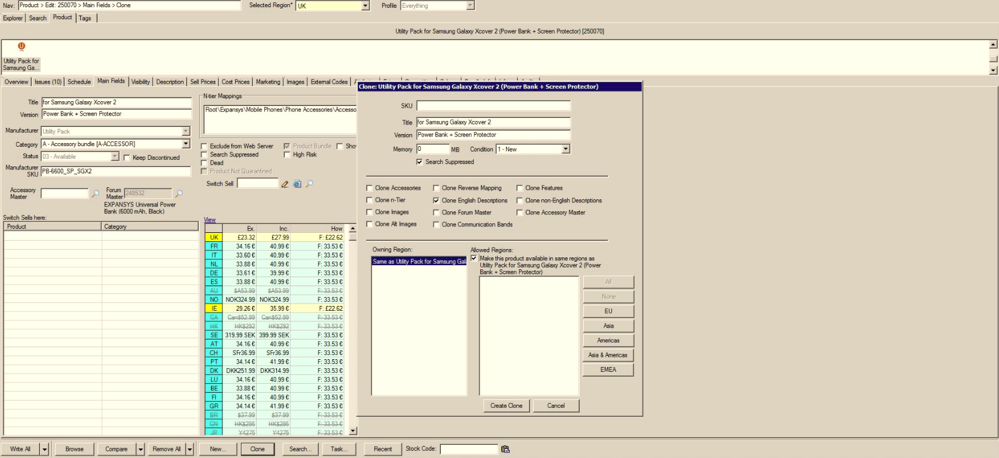 Nav: Product > Edit: 250070 > Main Fields > Clone
Selected Region* UK
Profile Everything
Explorer Search Product Tags
Utility Pack for Samsung Galaxy Xcover 2 (Power Bank + Screen Protector) [250070]
Utility Pack for
Samsung Ga...
Overview Issues (10) Schedule Main Fields Visibility Description Sell Prices Cost Prices Marketing Images External Codes
Title for Samsung Galaxy Xcover 2
Version Power Bank + Screen Protector
Manufacturer Utility Pack
Category A - Accessory bundle [A-ACCESSOR]
Status 03 - Available Keep Discontinued
Manufacturer
SKU PB-6600_SP_SGX2
Accessory
Master
Forum
Master 248532
EXPANSYS Universal Power
Bank (6000 mAh, Black)
Switch Sells here:
Product Category
N-tier Mappings
Root\Expansys\Mobile Phones\Phone Accessories\Accesso
Exclude from Web Server Product Bundle Sho
Search Suppressed High Risk
Dead
Product Not Quarantined
Switch Sell
View
Ex. Inc. How
UK £23.32 £27.99 F: £22.62
FR 34.16 € 40.99 € F: 33.53 €
IT 33.60 € 40.99 € F: 33.53 €
NL 33.88 € 40.99 € F: 33.53 €
DE 33.61 € 39.99 € F: 33.53 €
ES 33.88 € 40.99 € F: 33.53 €
AU $A53.99 $A53.99 F: 33.53 €
NO NOK324.99 NOK324.99 F: 33.53 €
IE 29.26 € 35.99 € F: £22.62
CA Can$52.99 Can$52.99 F: 33.53 €
HK HK$292 HK$292 F: 33.53 €
SE 319.99 SEK 399.99 SEK F: 33.53 €
AT 34.16 € 40.99 € F: 33.53 €
CH SFr36.99 SFr36.99 F: 33.53 €
PT 34.14 € 41.99 € F: 33.53 €
DK DKK251.99 DKK314.99 F: 33.53 €
LU 34.16 € 40.99 € F: 33.53 €
BE 33.88 € 40.99 € F: 33.53 €
FI 34.16 € 40.99 € F: 33.53 €
GR 34.14 € 41.99 € F: 33.53 €
BR $37.99 $37.99 F: 33.53 €
CN HK$295 HK$295 F: 33.53 €
JP Y4275 Y4275 F: 33.53 €
Clone: Utility Pack for Samsung Galaxy Xcover 2 (Power Bank + Screen Protector)
SKU
Title for Samsung Galaxy Xcover 2
Version Power Bank + Screen Protector
Memory 0 MB Condition 1 - New
Search Suppressed
Clone Accessories Clone Reverse Mapping Clone Features
Clone n-Tier Clone English Descriptions Clone non-English Descriptions
Clone Images Clone Forum Master Clone Accessory Master
Clone Alt Images Clone Communication Bands
Owning Region:
Same as Utility Pack for Samsung Gal
Allowed Regions:
Make this product available in same regions as
Utility Pack for Samsung Galaxy Xcover 2 (Power
Bank + Screen Protector)
All
None
EU
Asia
Americas
Asia & Americas
EMEA
Create Clone Cancel
Write All Browse Compare Remove All New... Clone Search... Task... Recent Stock Code: